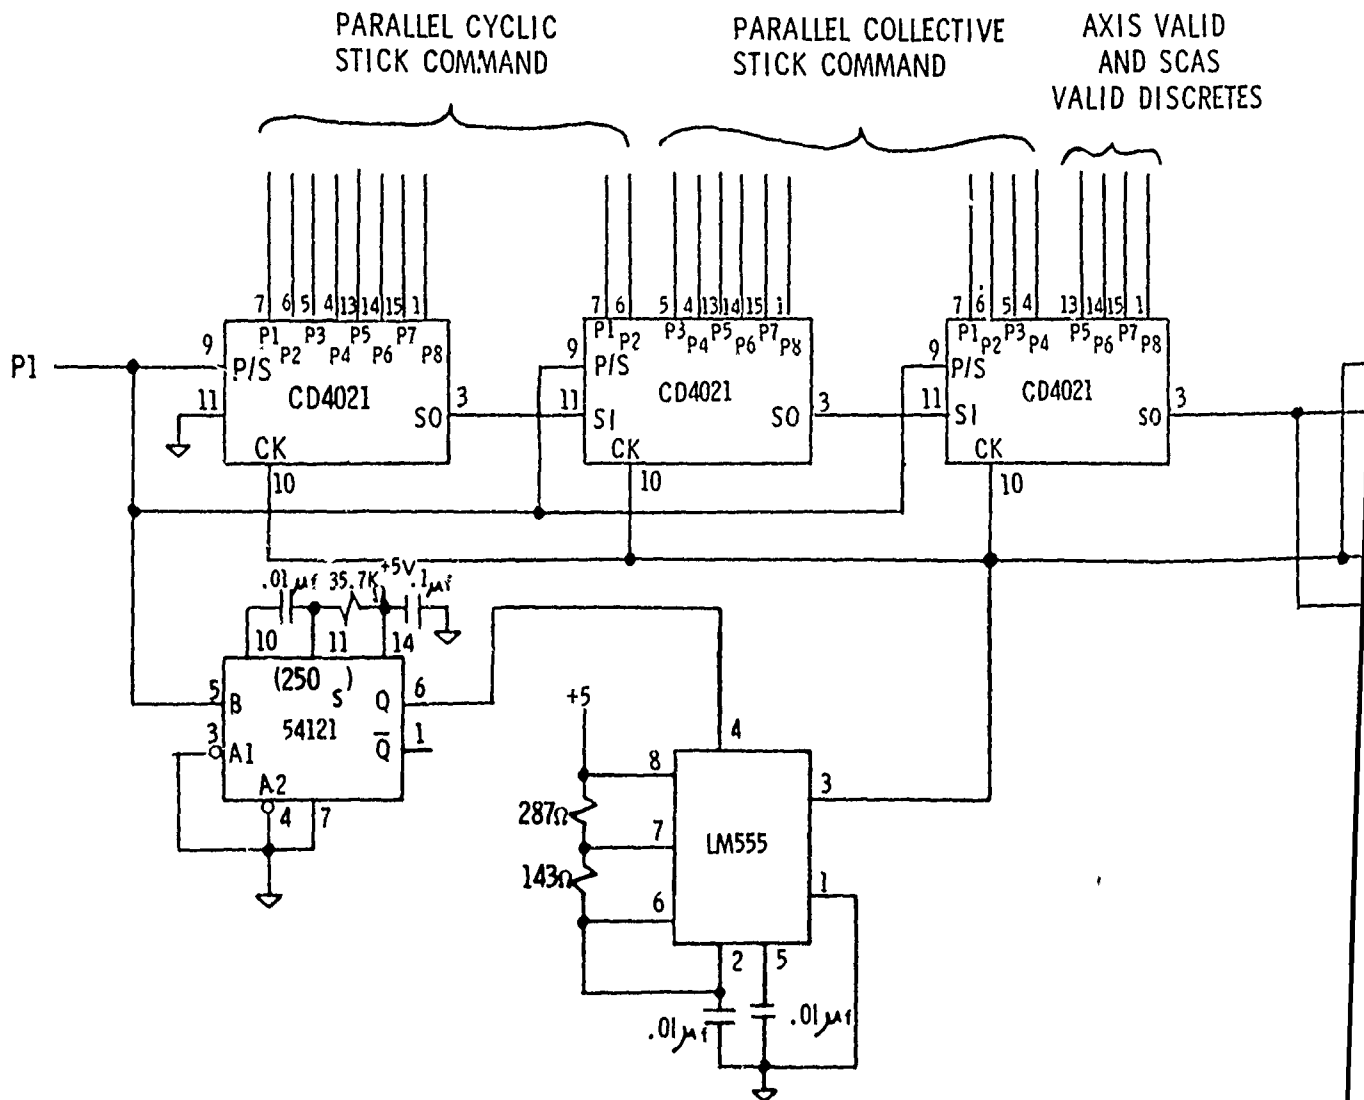 PARALLEL CYCLIC
STICK COMMAND
PARALLEL COLLECTIVE
STICK COMMAND
AXIS VALID
AND SCAS
VALID DISCRETES
7 6 5 4 13 14 15 1
7 6 5 4 13 14 15 1
7 6 5 4 13 14 15 1
P1 P2 P3 P4 P5 P6 P7 P8
P1 P2 P3 P4 P5 P6 P7 P8
P1 P2 P3 P4 P5 P6 P7 P8
P1
9
P/S
CD4021
11
SO
3
CK
10
9
P/S
CD4021
11
SI
SO
3
CK
10
9
P/S
CD4021
11
SI
SO
3
CK
10
.01μf
35.7K
+5V
.1μf
10
11
14
(250 S)
5
B
Q
6
54121
3
A1
Q̅
1
A2
4
7
+5
4
8
3
287Ω
7
LM555
143Ω
6
1
2
5
.01μf
.01μf